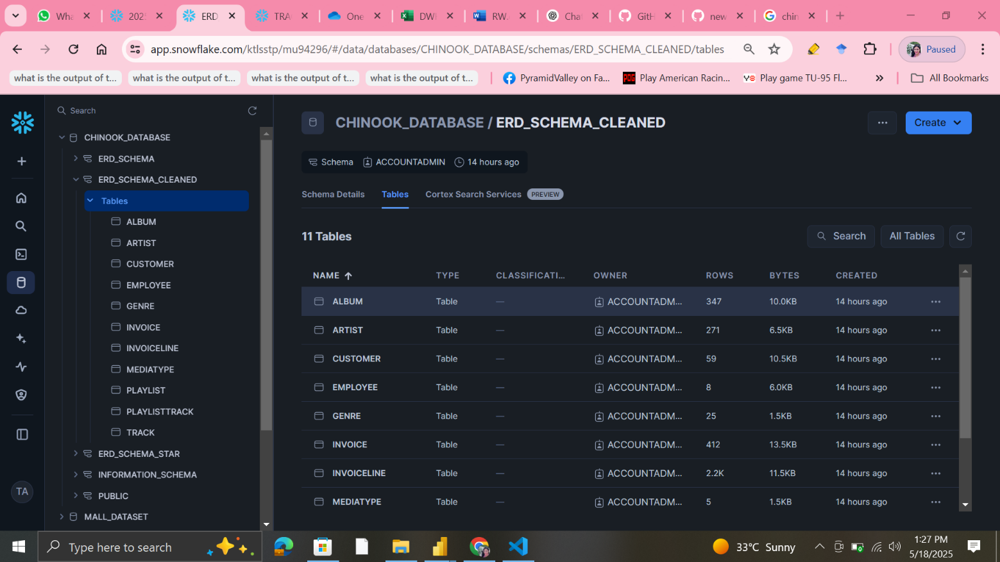 Wha
202
ERD
TRA
One
DWI
RW.
Chat
GitH
new
chin
app.snowflake.com/ktlsstp/mu94296/#/data/databases/CHINOOK_DATABASE/schemas/ERD_SCHEMA_CLEANED/tables
Paused
what is the output of t...
what is the output of t...
what is the output of t...
what is the output of t...
PyramidValley on Fa...
Play American Racin...
Play game TU-95 Fl...
»
All Bookmarks
Search
CHINOOK_DATABASE
ERD_SCHEMA
ERD_SCHEMA_CLEANED
Tables
ALBUM
ARTIST
CUSTOMER
EMPLOYEE
GENRE
INVOICE
INVOICELINE
MEDIATYPE
PLAYLIST
PLAYLISTTRACK
TRACK
ERD_SCHEMA_STAR
INFORMATION_SCHEMA
PUBLIC
MALL_DATASET
TA
CHINOOK_DATABASE / ERD_SCHEMA_CLEANED
Create
Schema ACCOUNTADMIN 14 hours ago
Schema Details Tables Cortex Search Services PREVIEW
11 Tables
Search
All Tables
NAME TYPE CLASSIFICATI... OWNER ROWS BYTES CREATED
ALBUM Table — ACCOUNTADM... 347 10.0KB 14 hours ago
ARTIST Table — ACCOUNTADM... 271 6.5KB 14 hours ago
CUSTOMER Table — ACCOUNTADM... 59 10.5KB 14 hours ago
EMPLOYEE Table — ACCOUNTADM... 8 6.0KB 14 hours ago
GENRE Table — ACCOUNTADM... 25 1.5KB 14 hours ago
INVOICE Table — ACCOUNTADM... 412 13.5KB 14 hours ago
INVOICELINE Table — ACCOUNTADM... 2.2K 11.5KB 14 hours ago
MEDIATYPE Table — ACCOUNTADM... 5 1.5KB 14 hours ago
Type here to search
33°C Sunny
1:27 PM
5/18/2025